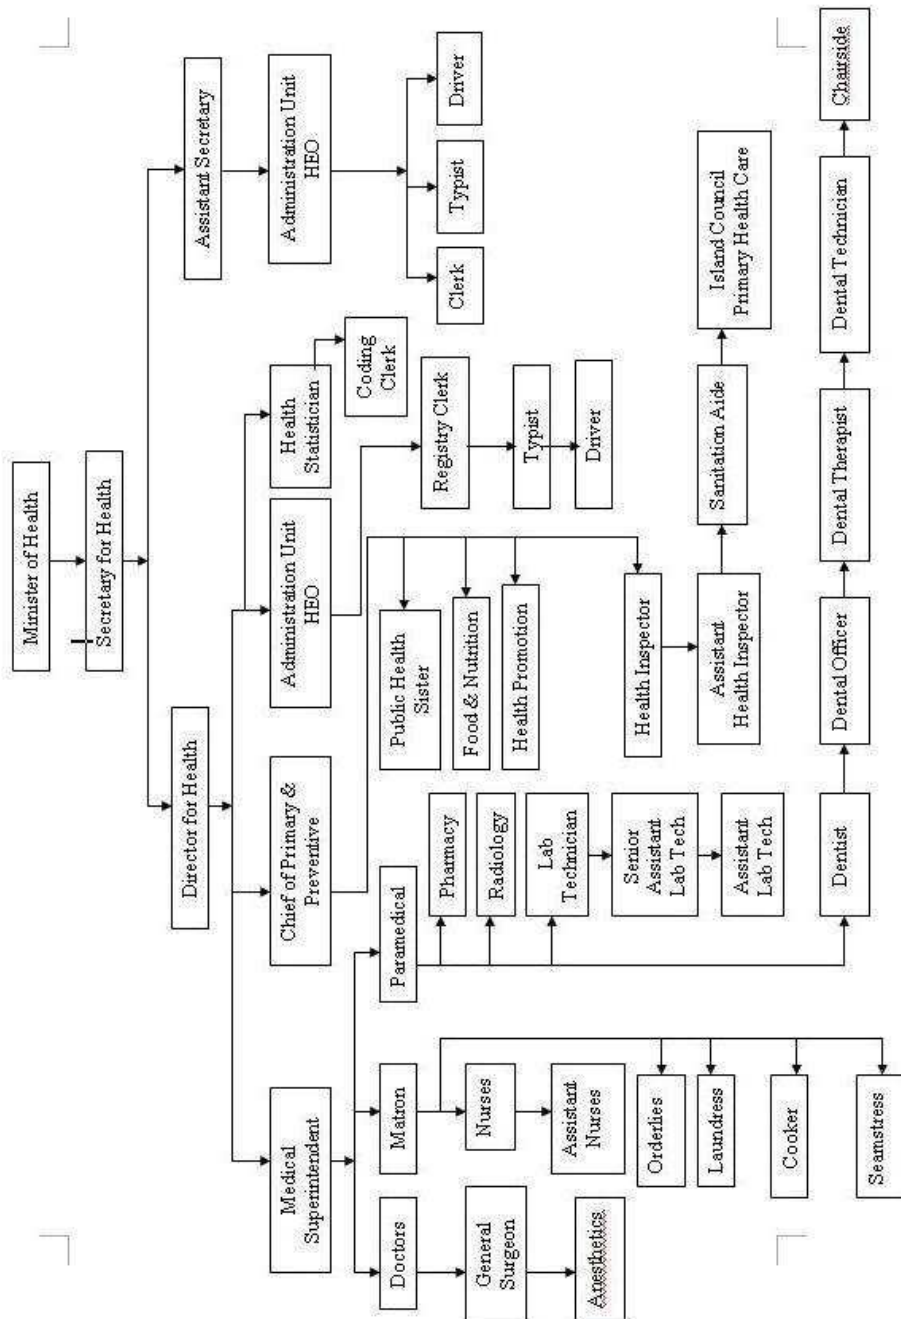 Minister of Health
Secretary for Health
Director for Health
Assistant Secretary
Medical
Superintendent
Chief of Primary &
Preventive
Administration Unit
HEO
Health
Statistician
Administration Unit
HEO
Coding
Clerk
Doctors
Matron
Paramedical
Public Health
Sister
Registry Clerk
Clerk
Typist
Driver
General
Surgeon
Nurses
Pharmacy
Radiology
Food & Nutrition
Health Promotion
Typist
Driver
Anesthetics
Assistant
Nurses
Lab
Technician
Senior
Assistant
Lab Tech
Assistant
Lab Tech
Health Inspector
Assistant
Health Inspector
Sanitation Aide
Island Council
Primary Health Care
Orderlies
Laundress
Cooker
Seamstress
Dentist
Dental Officer
Dental Therapist
Dental Technician
Chairside